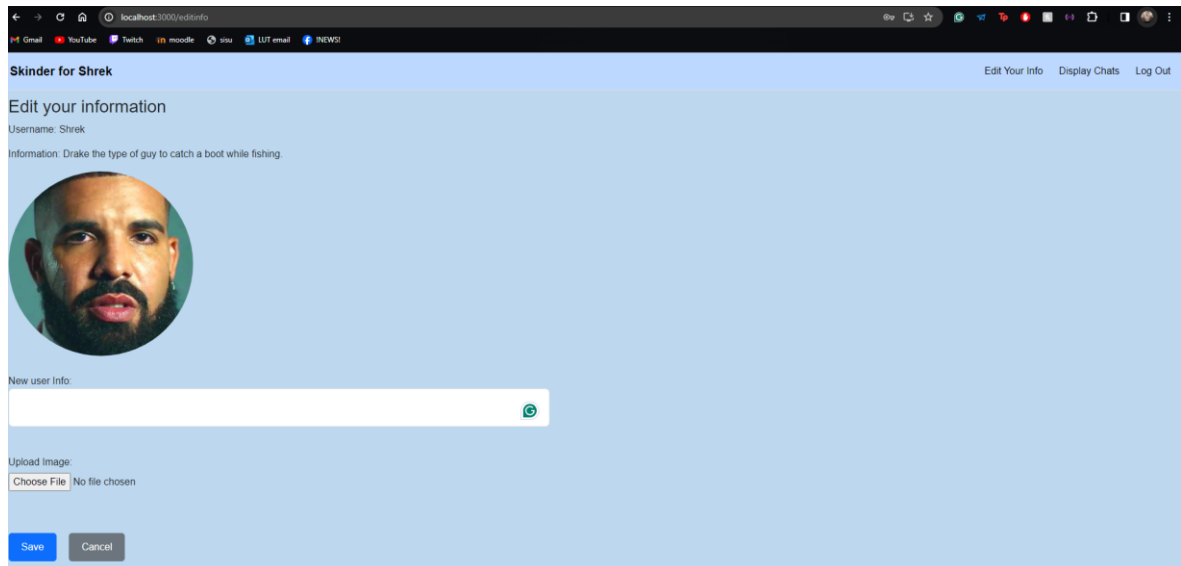 localhost:3000/editinfo
Gmail YouTube Twitch moodle sisu LUT email !NEWS!
Skinder for Shrek Edit Your Info Display Chats Log Out
Edit your information
Username: Shrek
Information: Drake the type of guy to catch a boot while fishing.
New user Info:
Upload Image:
Choose File No file chosen
Save Cancel